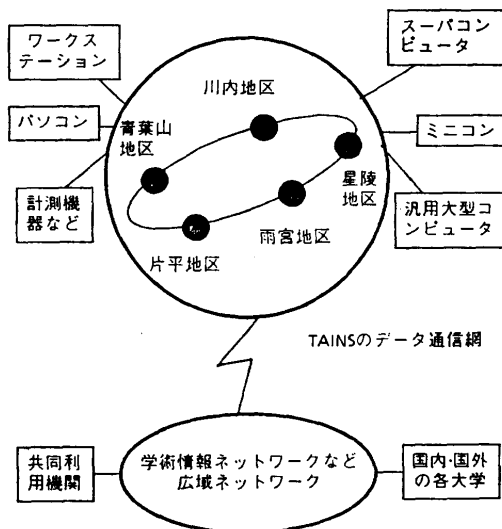 ワークス
テーション
スーパコン
ピュータ
川内地区
パソコン
青葉山
地区
ミニコン
星陵
地区
計測機
器など
汎用大型コ
ンピュータ
雨宮地区
片平地区
TAINSのデータ通信網
共同利
用機関
学術情報ネットワークなど
広域ネットワーク
国内・国外
の各大学